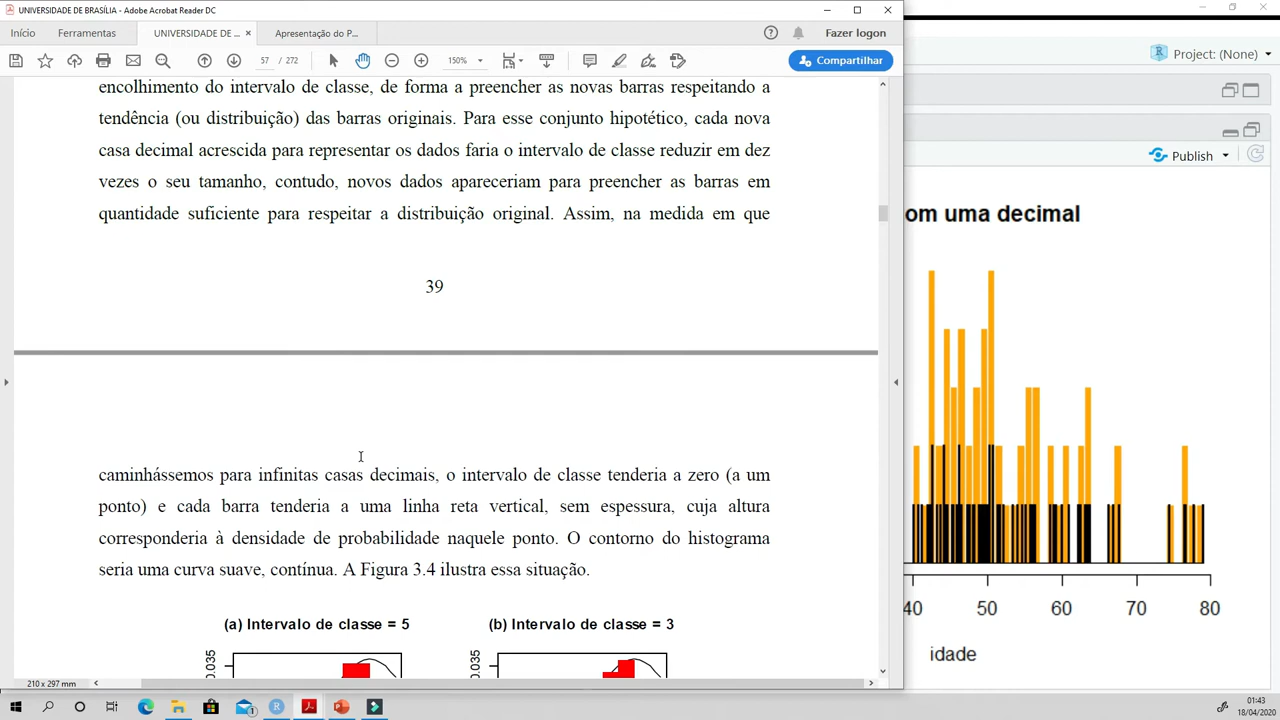 UNIVERSIDADE DE BRASÍLIA - Adobe Acrobat Reader DC
Início
Ferramentas
UNIVERSIDADE DE ...
Apresentação do P...
Fazer logon
57 / 272
150%
Compartilhar
encolhimento do intervalo de classe, de forma a preencher as novas barras respeitando a
tendência (ou distribuição) das barras originais. Para esse conjunto hipotético, cada nova
casa decimal acrescida para representar os dados faria o intervalo de classe reduzir em dez
vezes o seu tamanho, contudo, novos dados apareceriam para preencher as barras em
quantidade suficiente para respeitar a distribuição original. Assim, na medida em que
39
caminhássemos para infinitas casas decimais, o intervalo de classe tenderia a zero (a um
ponto) e cada barra tenderia a uma linha reta vertical, sem espessura, cuja altura
corresponderia à densidade de probabilidade naquele ponto. O contorno do histograma
seria uma curva suave, contínua. A Figura 3.4 ilustra essa situação.
(a) Intervalo de classe = 5
(b) Intervalo de classe = 3
0.035
0.035
210 x 297 mm
Project: (None)
Publish
om uma decimal
40
50
60
70
80
idade
01:43
18/04/2020